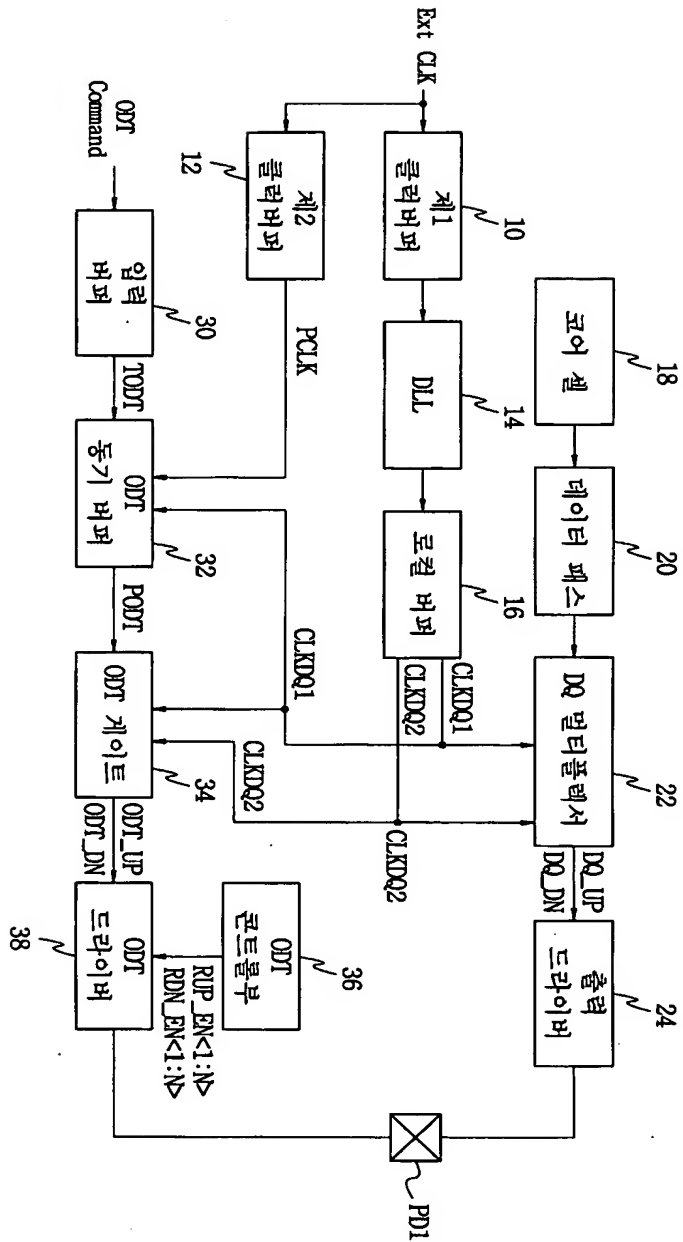 18
코어 셀
20
데이터 패스
22
DQ 멀티플렉서
DQ_UP
DQ_DN
24
출력
드라이버
Ext CLK
10
제1
클럭버퍼
14
DLL
16
로컬 버퍼
CLKDQ1
CLKDQ2
12
제2
클럭버퍼
PCLK
CLKDQ1
CLKDQ2
CLKDQ2
PD1
ODT
Command
30
입력
버퍼
TODT
32
ODT
동기 버퍼
PODT
34
ODT 게이트
ODT_UP
ODT_DN
36
ODT
콘트롤부
RUP_EN<1:N>
RDN_EN<1:N>
38
ODT
드라이버